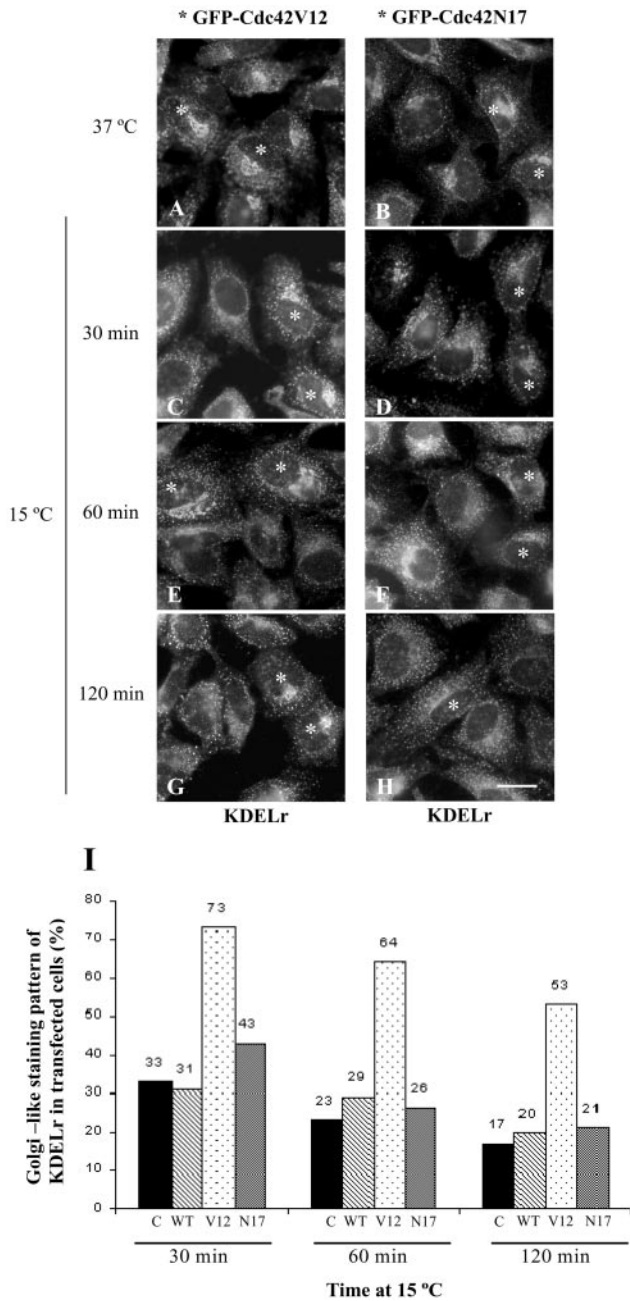 * GFP-Cdc42V12 * GFP-Cdc42N17
37 ºC
* * * *
A B
15 ºC
30 min
* * * *
C D
60 min
* * * *
E F
120 min
* * *
G H
KDELr KDELr
I
Golgi –like staining pattern of
KDELr in transfected cells (%)
80
70
60
50
40
30
20
10
0
33 31 73 43
23 29 64 26
17 20 53 21
C WT V12 N17 C WT V12 N17 C WT V12 N17
30 min 60 min 120 min
Time at 15 ºC